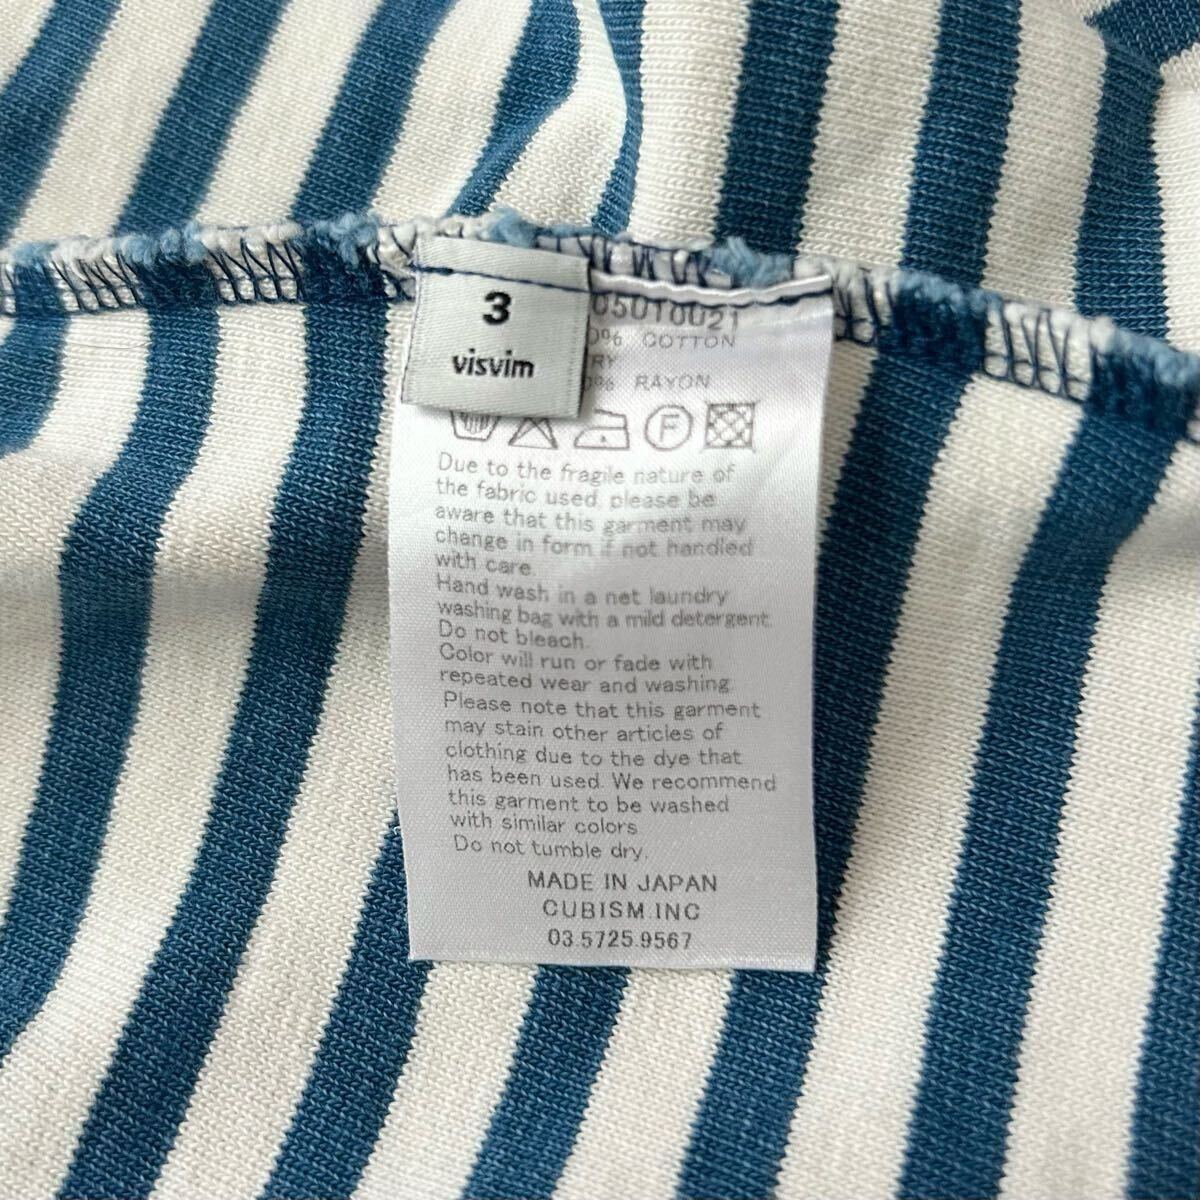 3
visvim
05010021
0% COTTON
RY
0% RAYON
F
Due to the fragile nature of
the fabric used, please be
aware that this garment may
change in form if not handled
with care.
Hand wash in a net laundry
washing bag with a mild detergent.
Do not bleach.
Color will run or fade with
repeated wear and washing.
Please note that this garment
may stain other articles of
clothing due to the dye that
has been used. We recommend
this garment to be washed
with similar colors.
Do not tumble dry.
MADE IN JAPAN
CUBISM.INC
03.5725.9567